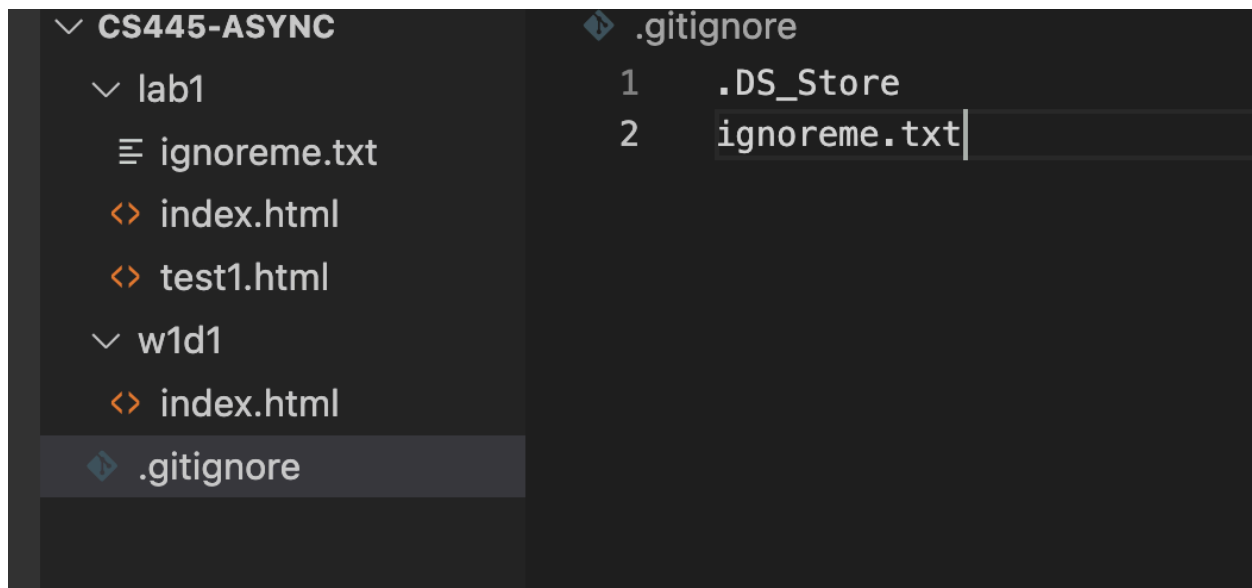 CS445-ASYNC
lab1
ignoreme.txt
index.html
test1.html
w1d1
index.html
.gitignore
.gitignore
1 .DS_Store
2 ignoreme.txt